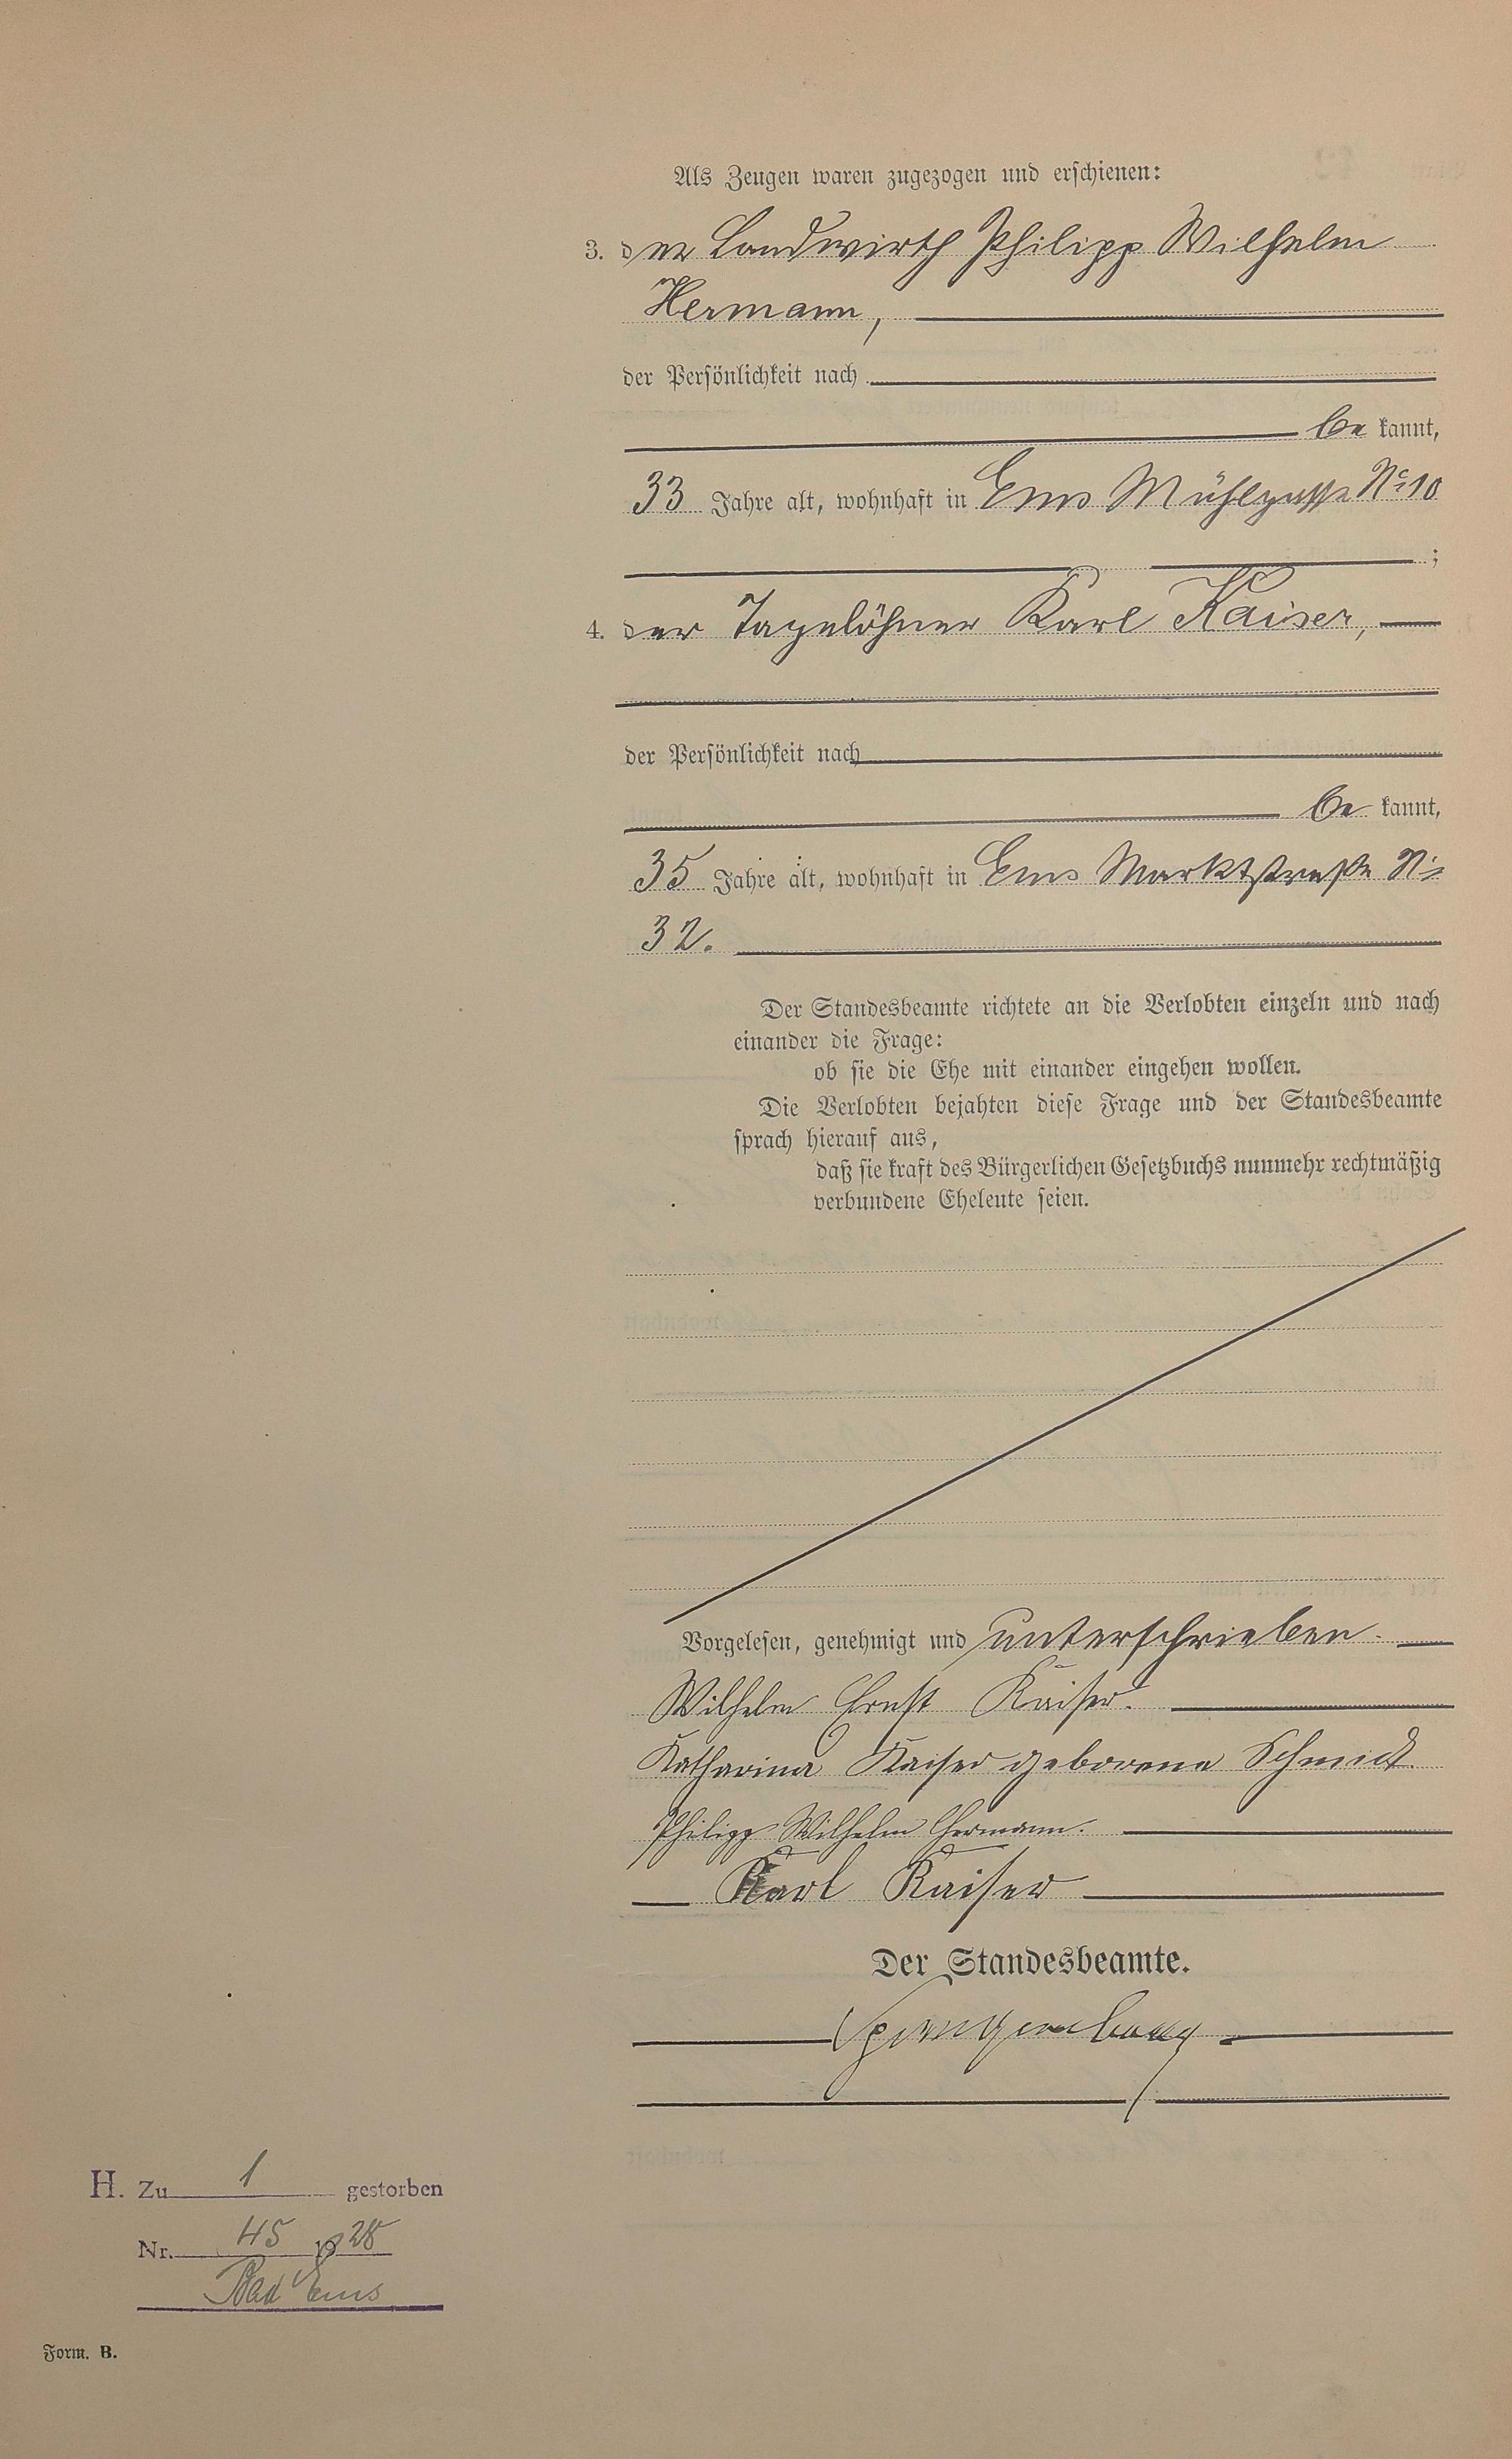 Als Zeugen waren zugezogen und erschienen:
3. der Landwirth Philipp Wilhelm
Hermann,
der Persönlichkeit nach
be kannt,
33 Jahre alt, wohnhaft in Ems Mühlgasse No 10
;
4. der Tagelöhner Karl Kaiser,
der Persönlichkeit nach
be kannt,
35 Jahre alt, wohnhaft in Ems Marktstraße No
32.
Der Standesbeamte richtete an die Verlobten einzeln und nach
einander die Frage:
ob sie die Ehe mit einander eingehen wollen.
Die Verlobten bejahten diese Frage und der Standesbeamte
sprach hierauf aus,
daß sie kraft des Bürgerlichen Gesetzbuchs nunmehr rechtmäßig
verbundene Eheleute seien.
Vorgelesen, genehmigt und unterschrieben.
Wilhelm Ernst Kaiser.
Katharina Kaiser geborene Schmidt.
Philipp Wilhelm Hermann.
Karl Kaiser
Der Standesbeamte.
H. Zu 1 gestorben
Nr. 45 1928
Bad Ems
Form. B.